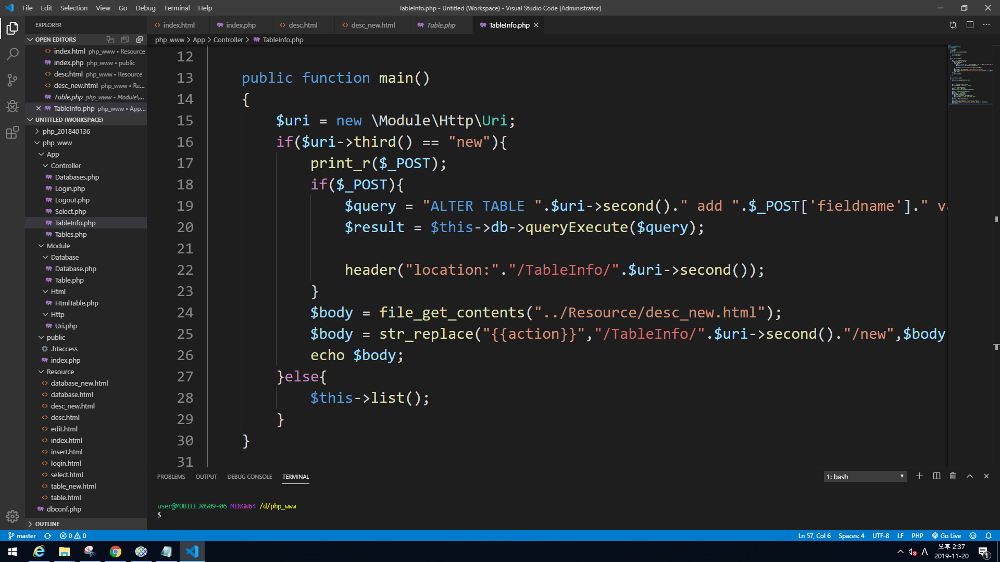 File Edit Selection View Go Debug Terminal Help
TableInfo.php - Untitled (Workspace) - Visual Studio Code [Administrator]
EXPLORER
OPEN EDITORS
index.html php_www • Resource
index.php php_www • public
desc.html php_www • Resource
desc_new.html php_www • Re...
Table.php php_www • Module\...
TableInfo.php php_www • App...
UNTITLED (WORKSPACE)
php_201840136
php_www
App
Controller
Databases.php
Login.php
Logout.php
Select.php
TableInfo.php
Tables.php
Module
Database
Database.php
Table.php
Html
HtmlTable.php
Http
Uri.php
public
.htaccess
index.php
Resource
database_new.html
database.html
desc_new.html
desc.html
edit.html
index.html
insert.html
login.html
select.html
table_new.html
table.html
dbconf.php
OUTLINE
index.html index.php desc.html desc_new.html Table.php TableInfo.php
php_www > App > Controller > TableInfo.php
12
13 public function main()
14 {
15 $uri = new \Module\Http\Uri;
16 if($uri->third() == "new"){
17 print_r($_POST);
18 if($_POST){
19 $query = "ALTER TABLE ".$uri->second()." add ".$_POST['fieldname']." va
20 $result = $this->db->queryExecute($query);
21
22 header("location:"."/TableInfo/".$uri->second());
23 }
24 $body = file_get_contents("../Resource/desc_new.html");
25 $body = str_replace("{{action}}","/TableInfo/".$uri->second()."/new",$body
26 echo $body;
27 }else{
28 $this->list();
29 }
30 }
31
PROBLEMS OUTPUT DEBUG CONSOLE TERMINAL
1: bash
user@MOBILEJ0509-06 MINGW64 /d/php_www
$
master 0 0
Ln 57, Col 6 Spaces: 4 UTF-8 LF PHP Go Live
A
오후 2:37
2019-11-20
1